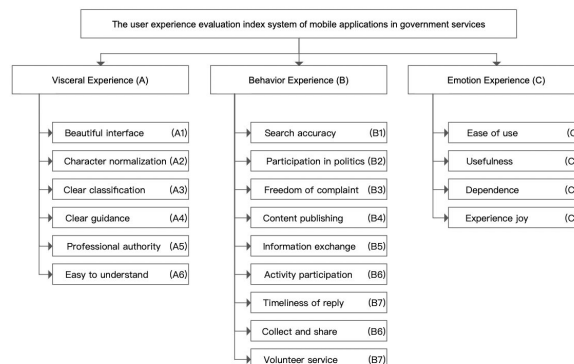 The user experience evaluation index system of mobile applications in government services
Visceral Experience (A)
Beautiful interface (A1)
Character normalization (A2)
Clear classification (A3)
Clear guidance (A4)
Professional authority (A5)
Easy to understand (A6)
Behavior Experience (B)
Search accuracy (B1)
Participation in politics (B2)
Freedom of complaint (B3)
Content publishing (B4)
Information exchange (B5)
Activity participation (B6)
Timeliness of reply (B7)
Collect and share (B6)
Volunteer service (B7)
Emotion Experience (C)
Ease of use
Usefulness
Dependence
Experience joy